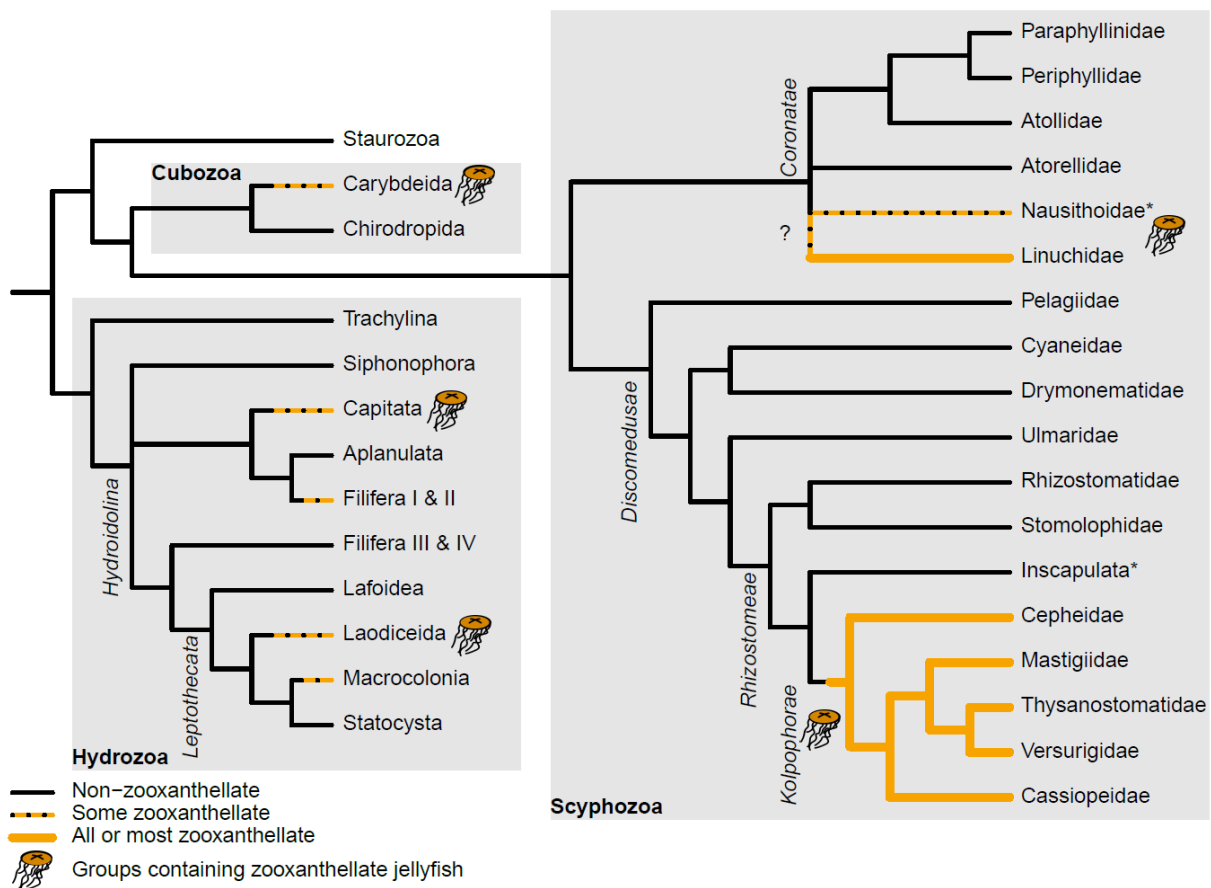 Staurozoa
Cubozoa
Carybdeida
Chirodropida
Trachylina
Siphonophora
Capitata
Aplanulata
Filifera I & II
Hydroidolina
Filifera III & IV
Lafoidea
Laodiceida
Macrocolonia
Statocysta
Leptothecata
Hydrozoa
Paraphyllinidae
Periphyllidae
Coronatae
Atollidae
Atorellidae
Nausithoidae*
?
Linuchidae
Pelagiidae
Cyaneidae
Drymonematidae
Discomedusae
Ulmaridae
Rhizostomatidae
Stomolophidae
Rhizostomeae
Inscapulata*
Cepheidae
Mastigiidae
Thysanostomatidae
Kolpophorae
Versurigidae
Cassiopeidae
Scyphozoa
Non−zooxanthellate
Some zooxanthellate
All or most zooxanthellate
Groups containing zooxanthellate jellyfish